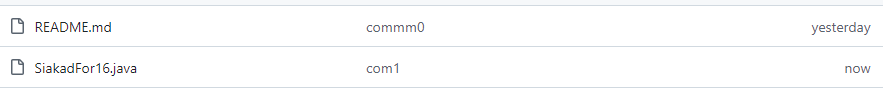 README.md commm0 yesterday
SiakadFor16.java com1 now